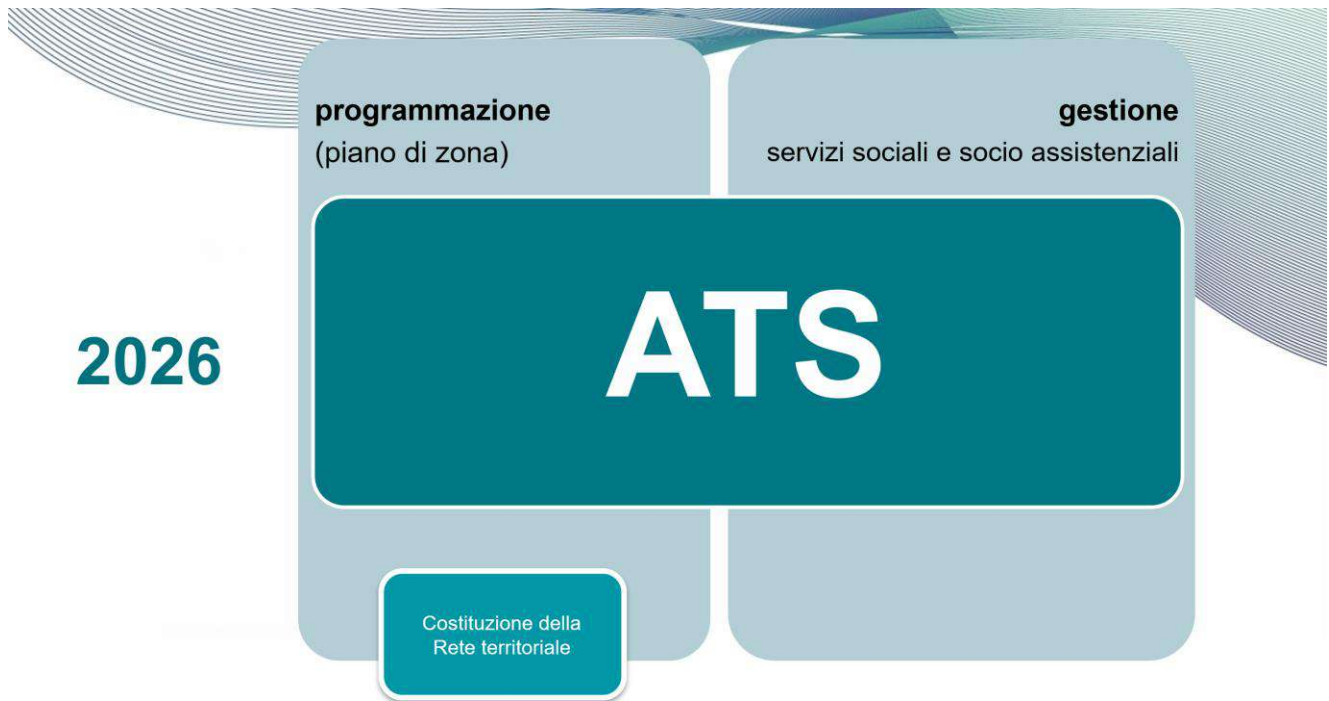 programmazione
(piano di zona)
gestione
servizi sociali e socio assistenziali
2026
ATS
Costituzione della
Rete territoriale